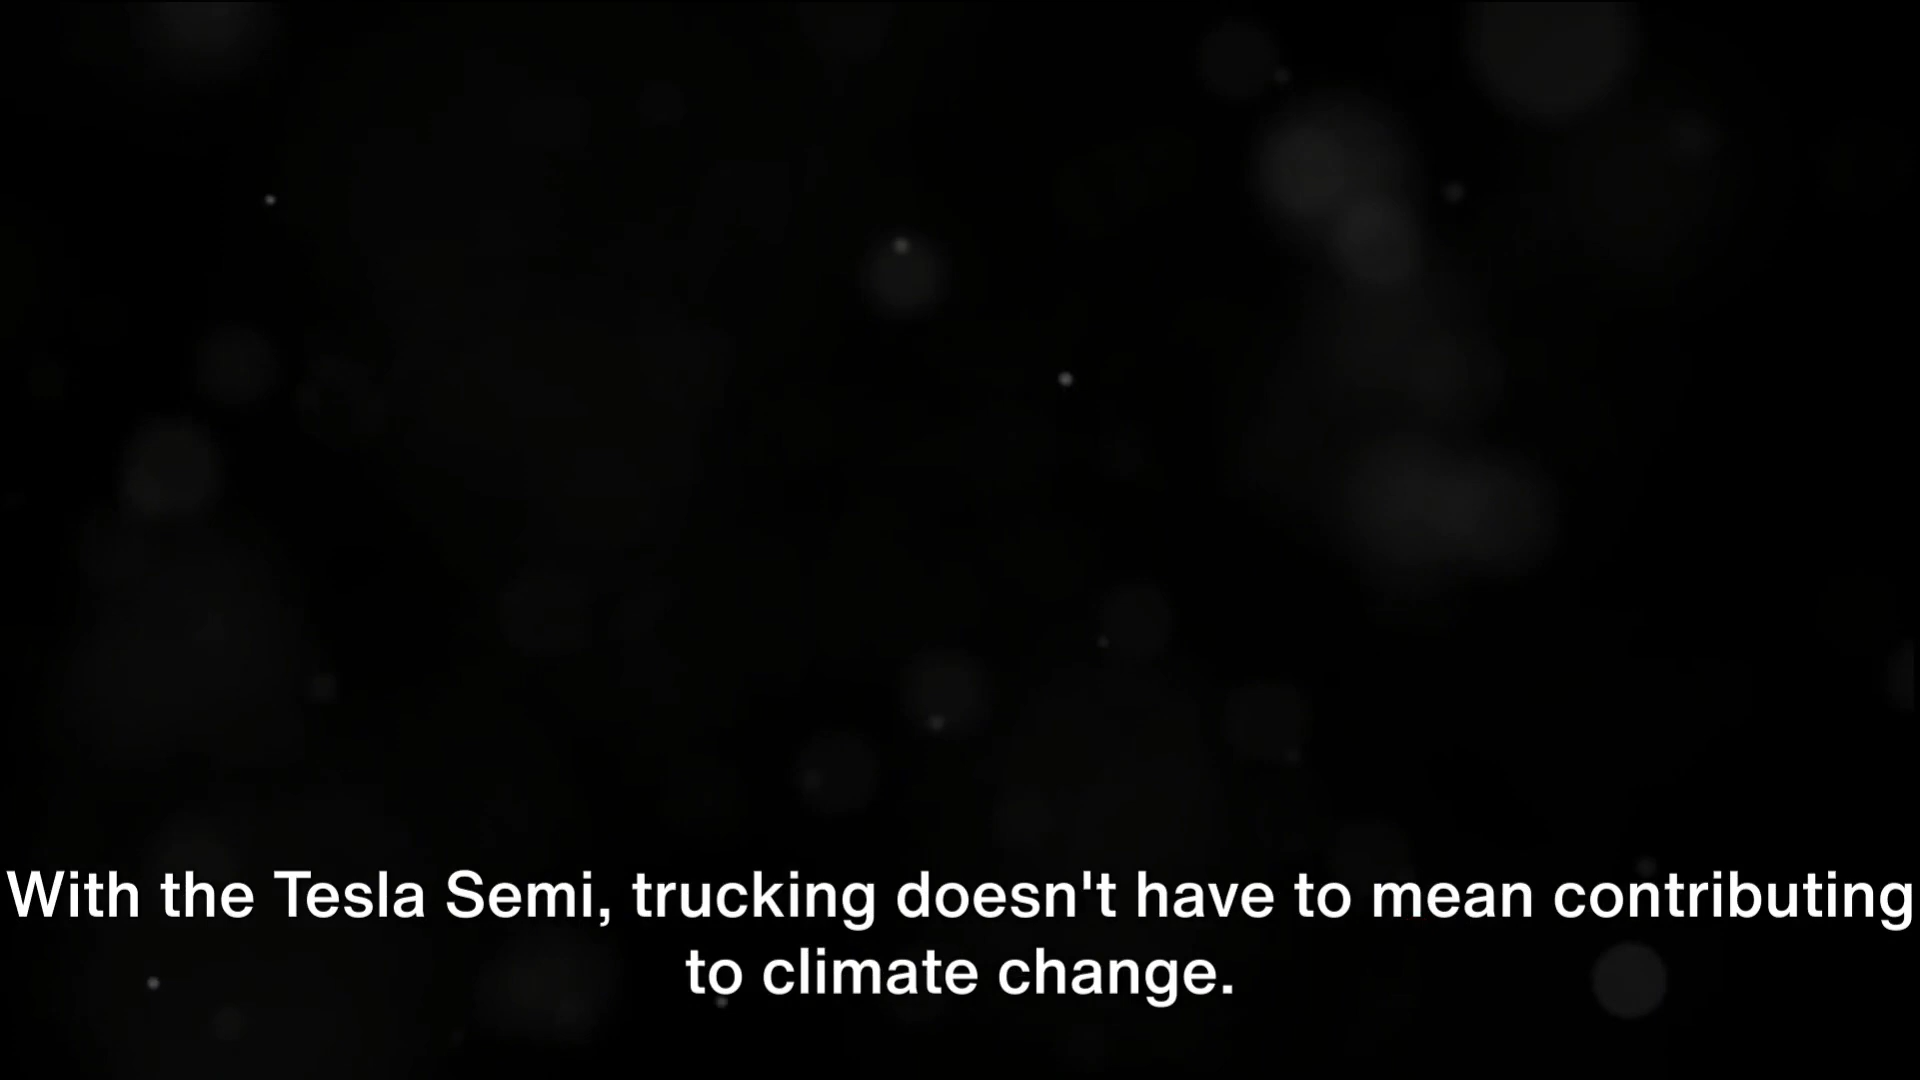 With the Tesla Semi, trucking doesn't have to mean contributing
to climate change.